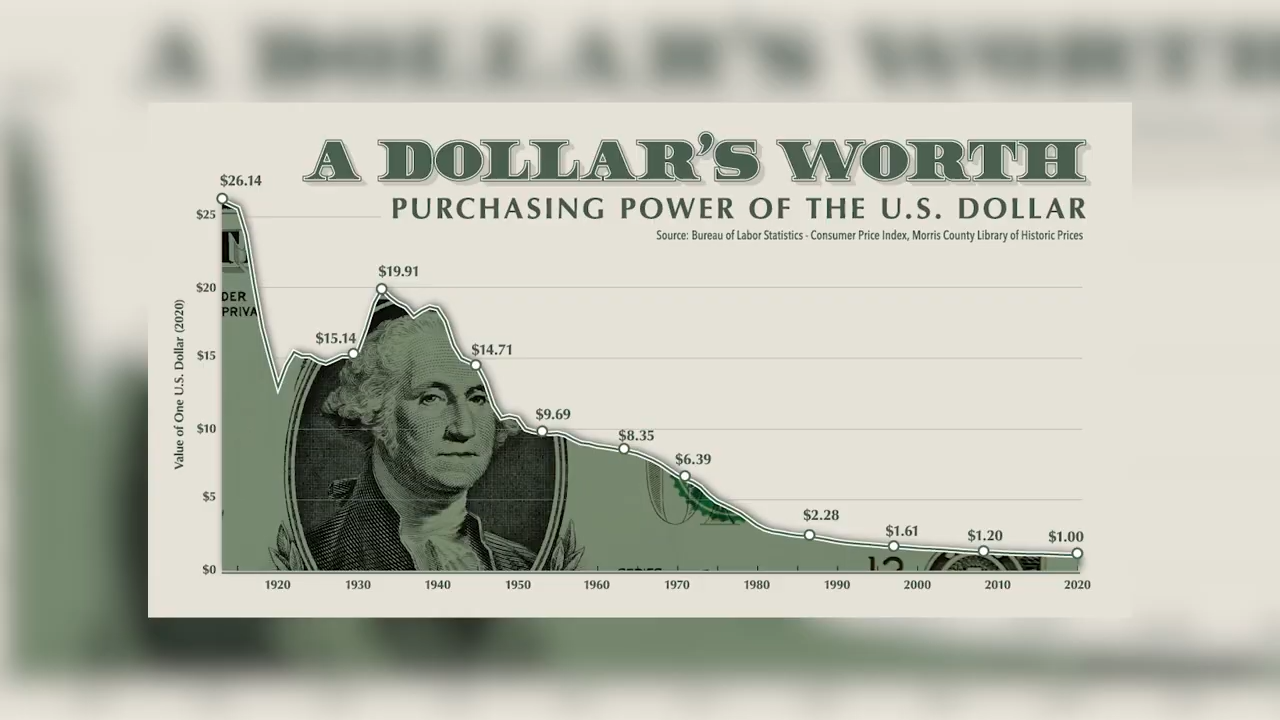 A DOLLAR'S WORTH
PURCHASING POWER OF THE U.S. DOLLAR
Source: Bureau of Labor Statistics - Consumer Price Index, Morris County Library of Historic Prices
Value of One U.S. Dollar (2020)
$25
$20
$15
$10
$5
$0
$26.14
$15.14
$19.91
$14.71
$9.69
$8.35
$6.39
$2.28
$1.61
$1.20
$1.00
DER
PRIVA
12
1920 1930 1940 1950 1960 1970 1980 1990 2000 2010 2020